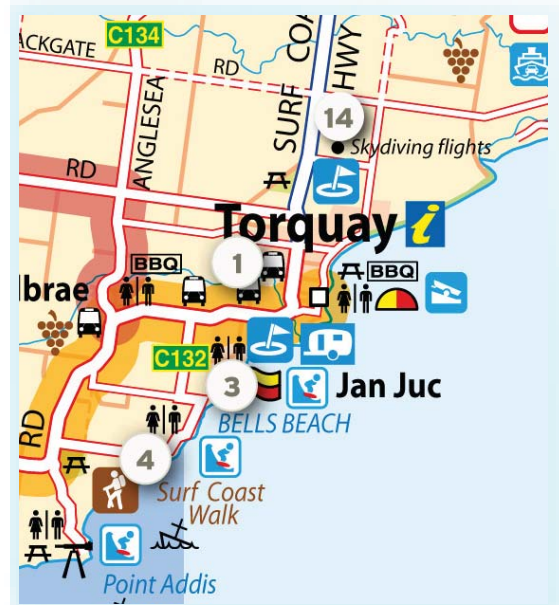 C134
ACKGATE
RD
ANGLESEA
SURF COA
HWY
14
Skydiving flights
RD
Torquay
i
BBQ
1
BBQ
lbrae
C132
3
Jan Juc
BELLS BEACH
RD
4
Surf Coast
Walk
Point Addis